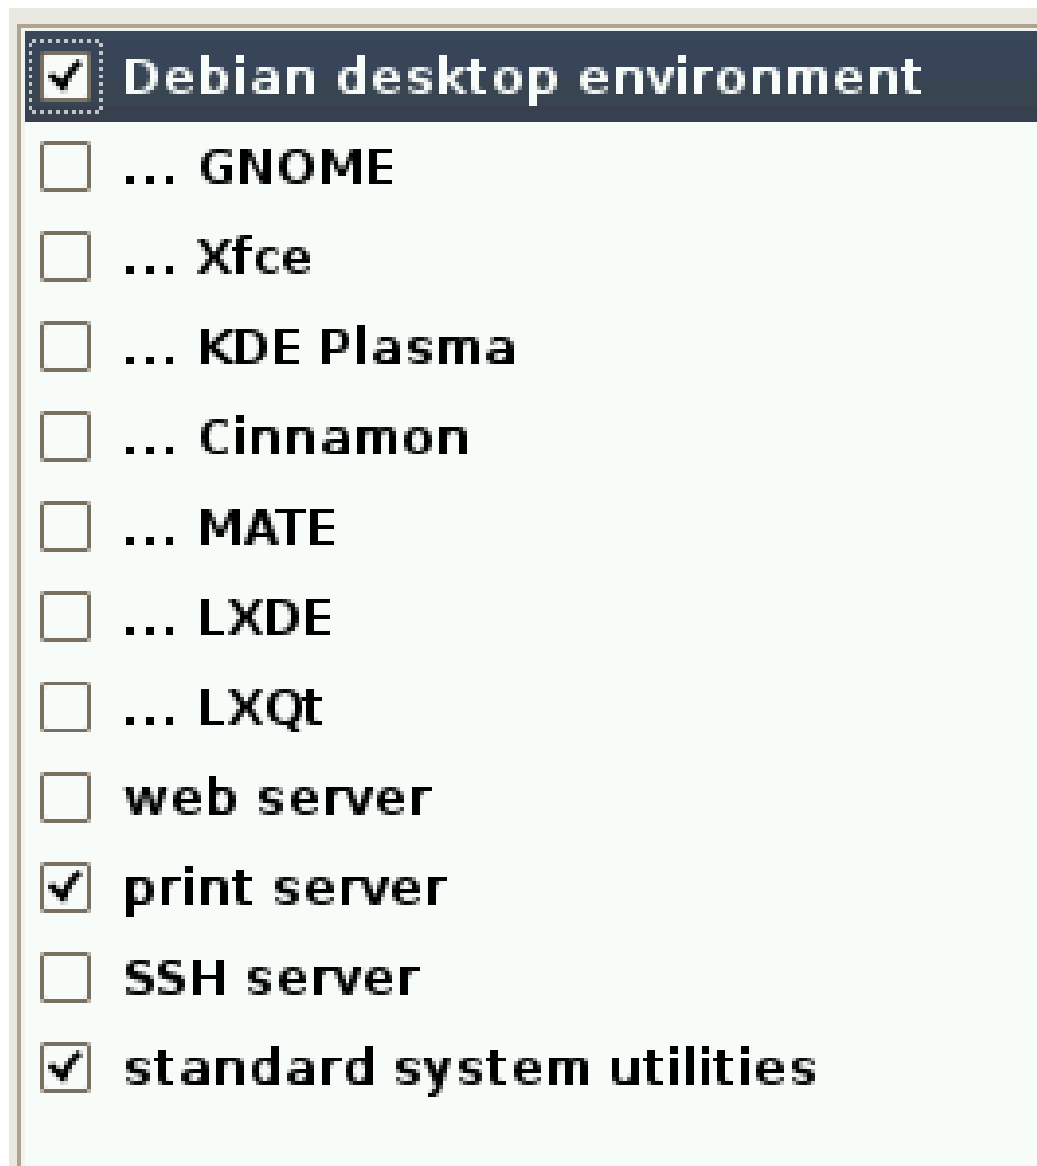 Debian desktop environment
... GNOME
... Xfce
... KDE Plasma
... Cinnamon
... MATE
... LXDE
... LXQt
web server
print server
SSH server
standard system utilities